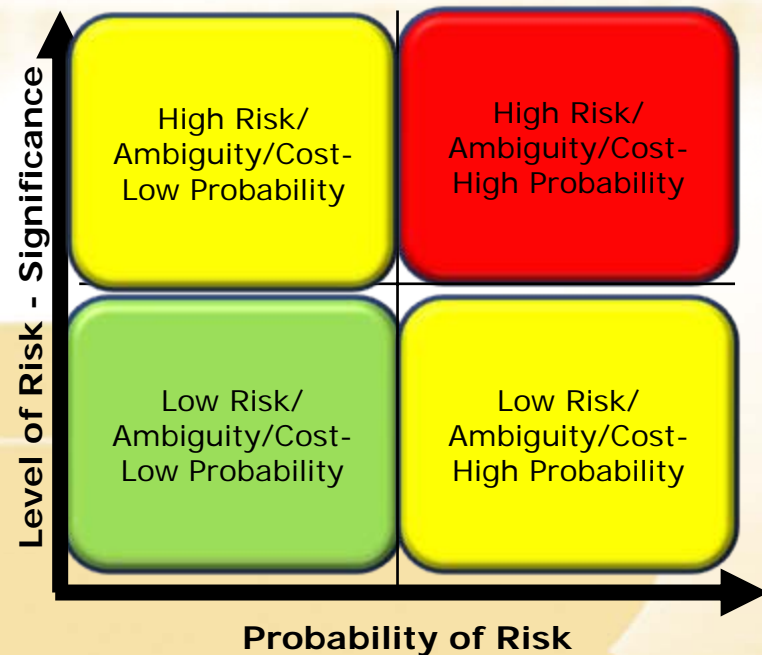 Level of Risk - Significance
High Risk/
Ambiguity/Cost-
Low Probability
High Risk/
Ambiguity/Cost-
High Probability
Low Risk/
Ambiguity/Cost-
Low Probability
Low Risk/
Ambiguity/Cost-
High Probability
Probability of Risk